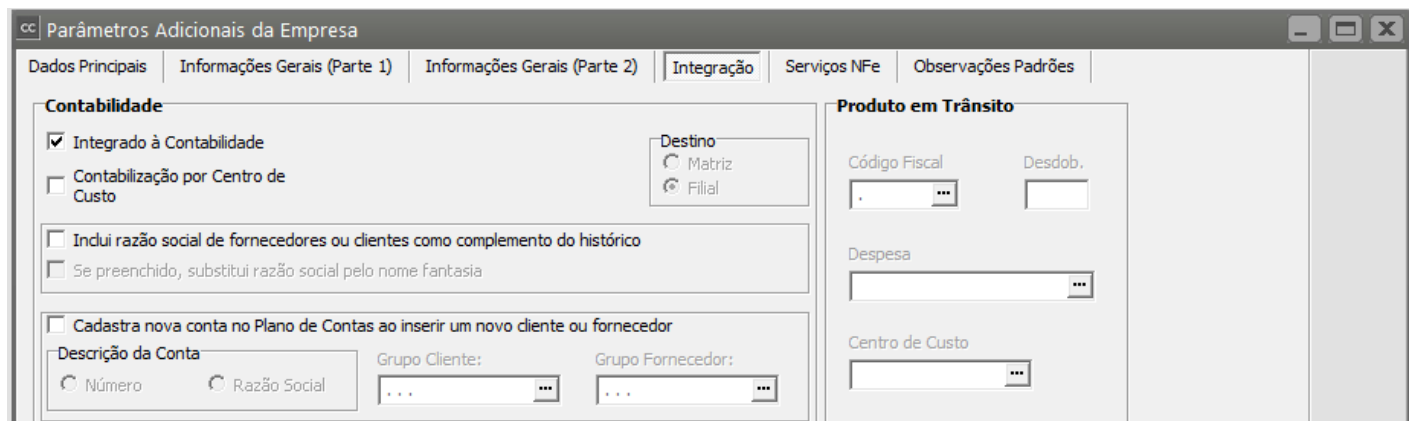 cc Parâmetros Adicionais da Empresa
Dados Principais Informações Gerais (Parte 1) Informações Gerais (Parte 2) Integração Serviços NFe Observações Padrões
Contabilidade
Integrado à Contabilidade
Contabilização por Centro de
Custo
Destino
Matriz
Filial
Inclui razão social de fornecedores ou clientes como complemento do histórico
Se preenchido, substitui razão social pelo nome fantasia
Cadastra nova conta no Plano de Contas ao inserir um novo cliente ou fornecedor
Descrição da Conta
Número Razão Social
Grupo Cliente:
. . . ...
Grupo Fornecedor:
. . . ...
Produto em Trânsito
Código Fiscal Desdob.
. ...
Despesa
...
Centro de Custo
...